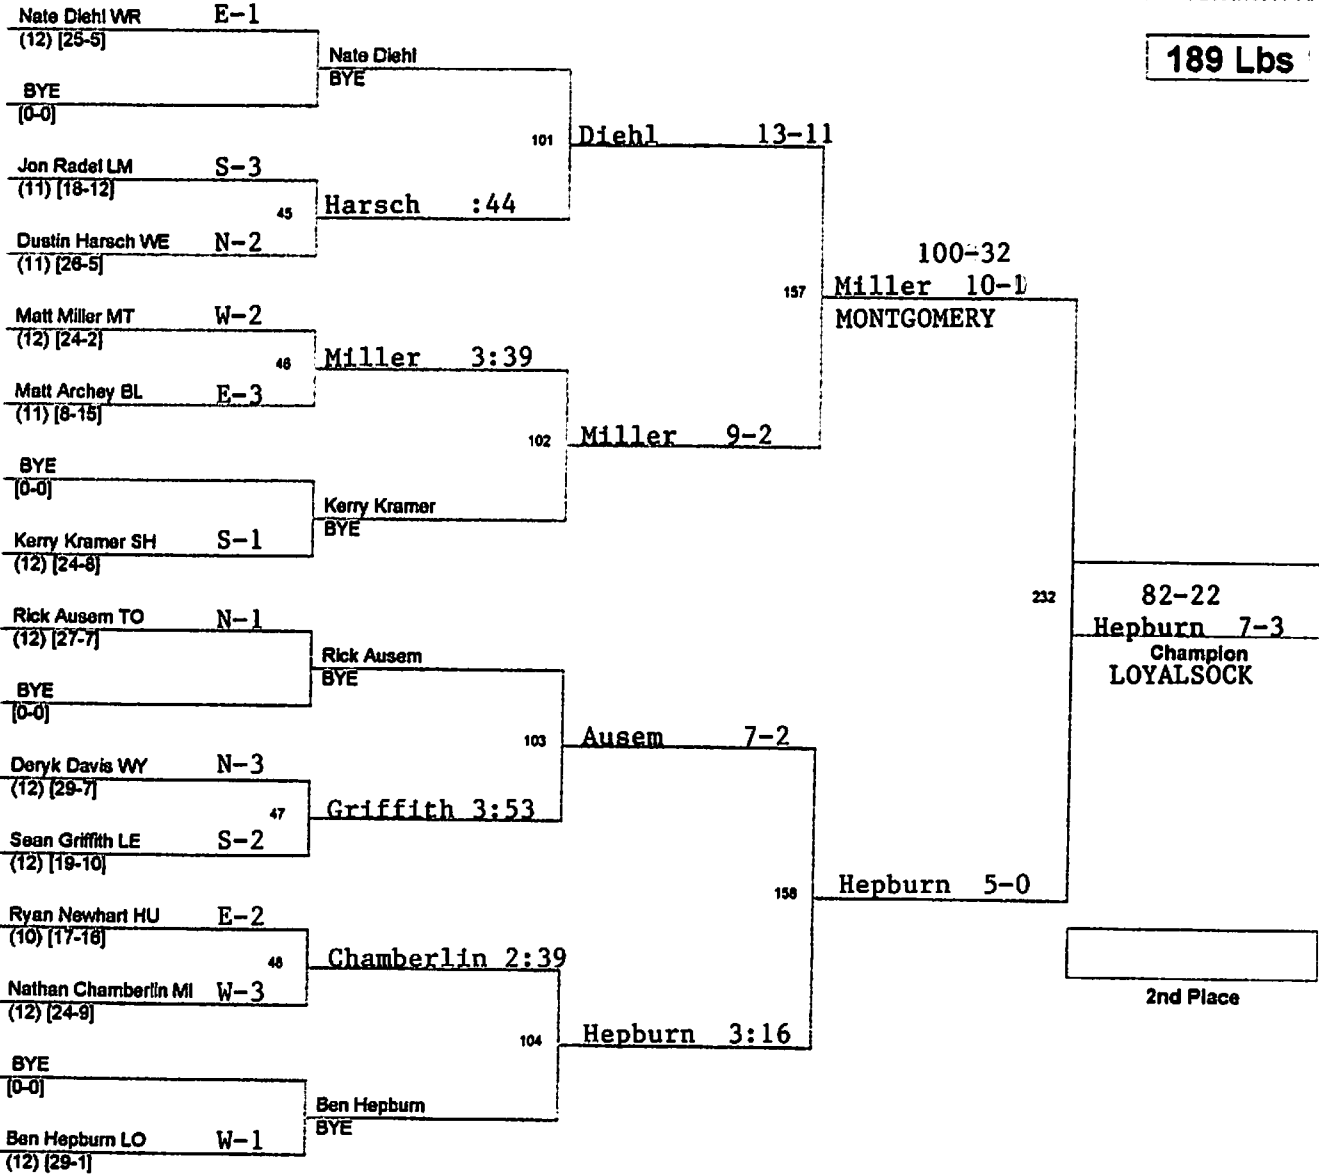 Nate Diehl WR E-1
(12) [25-5]
Nate Diehl
BYE
BYE
[0-0]
189 Lbs
101 Diehl 13-11
Jon Radel LM S-3
(11) [18-12]
45 Harsch :44
Dustin Harsch WE N-2
(11) [26-5]
100-32
157 Miller 10-1
MONTGOMERY
Matt Miller MT W-2
(12) [24-2]
46 Miller 3:39
Matt Archey BL E-3
(11) [8-15]
102 Miller 9-2
BYE
[0-0]
Kerry Kramer
BYE
Kerry Kramer SH S-1
(12) [24-8]
232 82-22
Hepburn 7-3
Champion
LOYALSOCK
Rick Ausem TO N-1
(12) [27-7]
Rick Ausem
BYE
BYE
[0-0]
103 Ausem 7-2
Deryk Davis WY N-3
(12) [29-7]
47 Griffith 3:53
Sean Griffith LE S-2
(12) [19-10]
158 Hepburn 5-0
Ryan Newhart HU E-2
(10) [17-16]
48 Chamberlin 2:39
Nathan Chamberlin MI W-3
(12) [24-9]
2nd Place
104 Hepburn 3:16
BYE
[0-0]
Ben Hepburn
BYE
Ben Hepburn LO W-1
(12) [29-1]